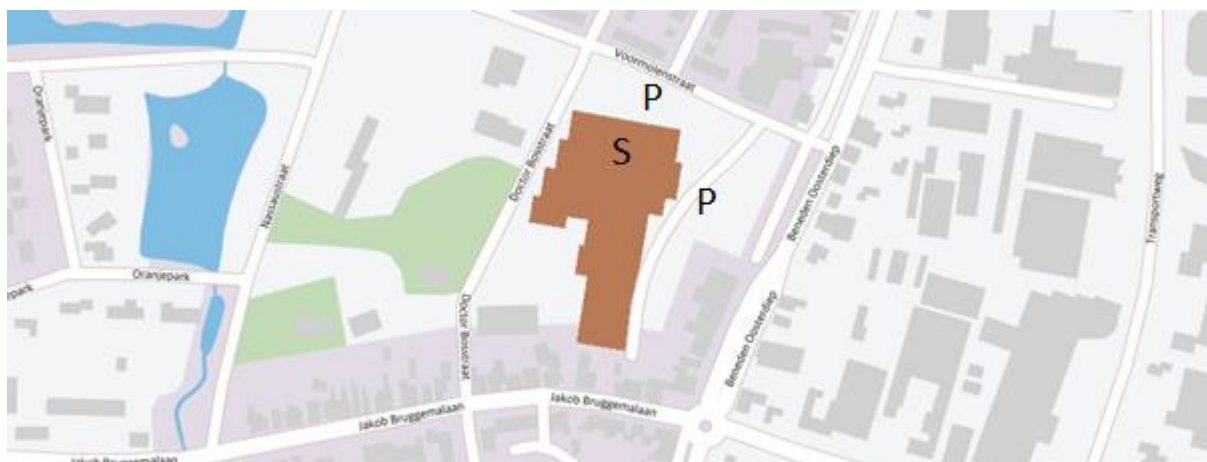 Voormolenstraat
P
Oranjepark
S
Doctor Bosstraat
Nassaustraat
P
Beneden Oosterdiep
Transportweg
Oranjepark
epark
Doctor Bosstraat
Beneden Oosterdiep
Jakob Bruggemalaan
Jakob Bruggemalaan
Jakob Bruggemalaan